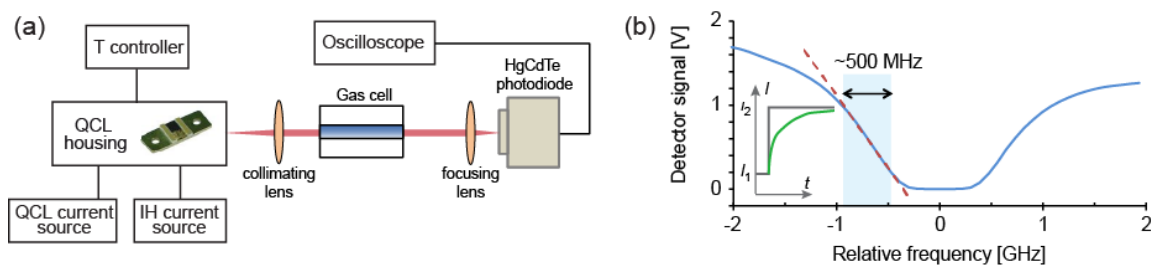 (a)
T controller
Oscilloscope
HgCdTe
photodiode
Gas cell
QCL
housing
collimating
lens
focusing
lens
QCL current
source
IH current
source
(b)
Detector signal [V]
2
1
0
~500 MHz
I
I2
I1
t
-2
-1
0
1
2
Relative frequency [GHz]